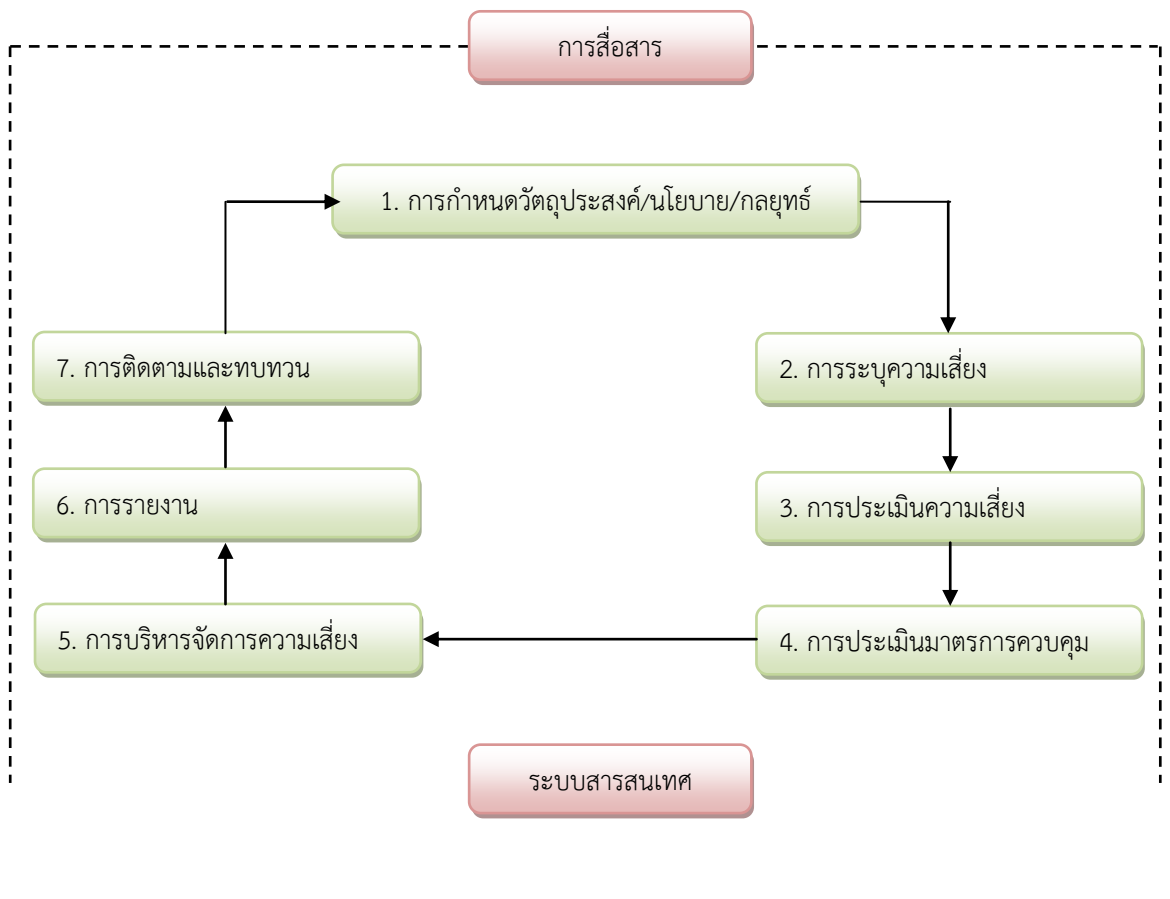 การสื่อสาร
1. การกำหนดวัตถุประสงค์/นโยบาย/กลยุทธ์
7. การติดตามและทบทวน
2. การระบุความเสี่ยง
6. การรายงาน
3. การประเมินความเสี่ยง
5. การบริหารจัดการความเสี่ยง
4. การประเมินมาตรการควบคุม
ระบบสารสนเทศ